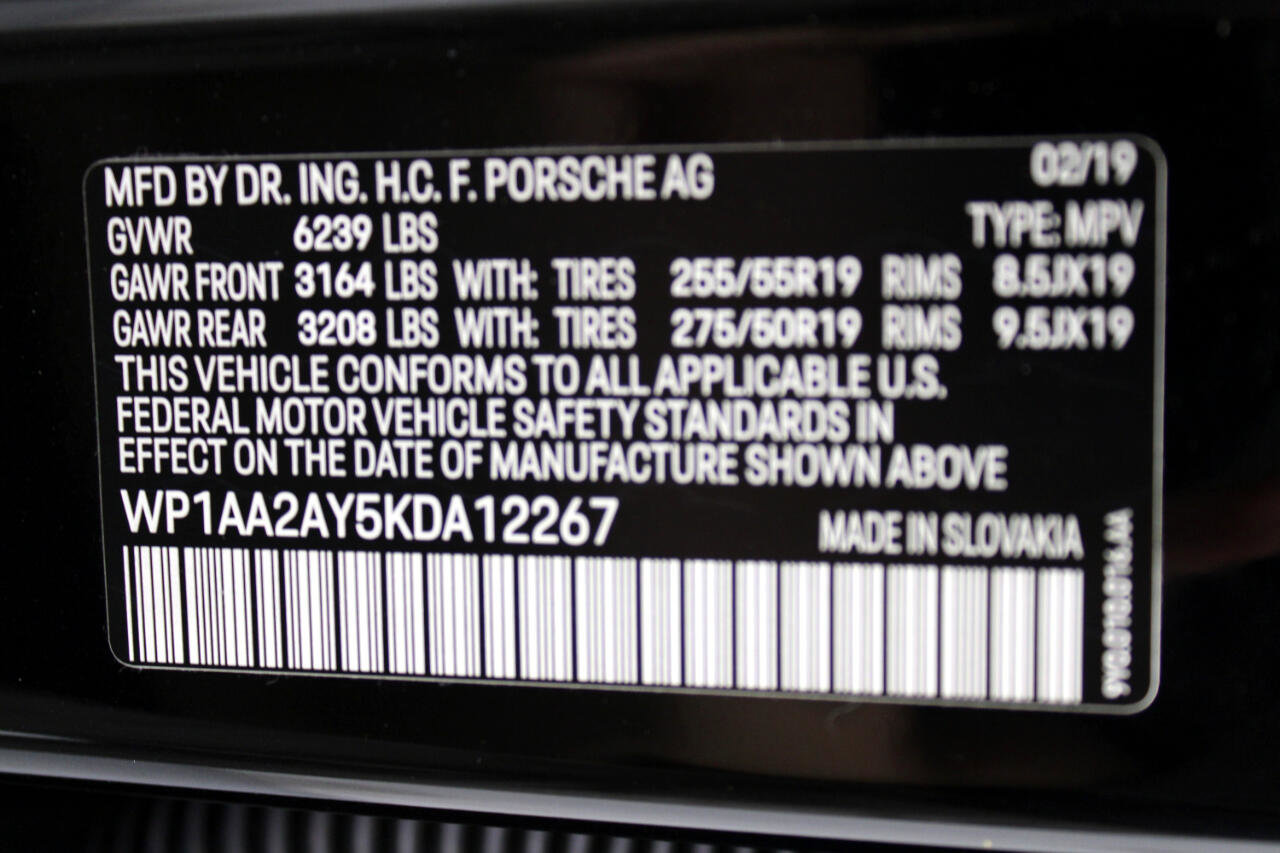 MFD BY DR. ING. H.C. F. PORSCHE AG 02/19
GVWR 6239 LBS TYPE: MPV
GAWR FRONT 3164 LBS WITH: TIRES 255/55R19 RIMS 8.5JX19
GAWR REAR 3208 LBS WITH: TIRES 275/50R19 RIMS 9.5JX19
THIS VEHICLE CONFORMS TO ALL APPLICABLE U.S.
FEDERAL MOTOR VEHICLE SAFETY STANDARDS IN
EFFECT ON THE DATE OF MANUFACTURE SHOWN ABOVE
WP1AA2AY5KDA12267 MADE IN SLOVAKIA